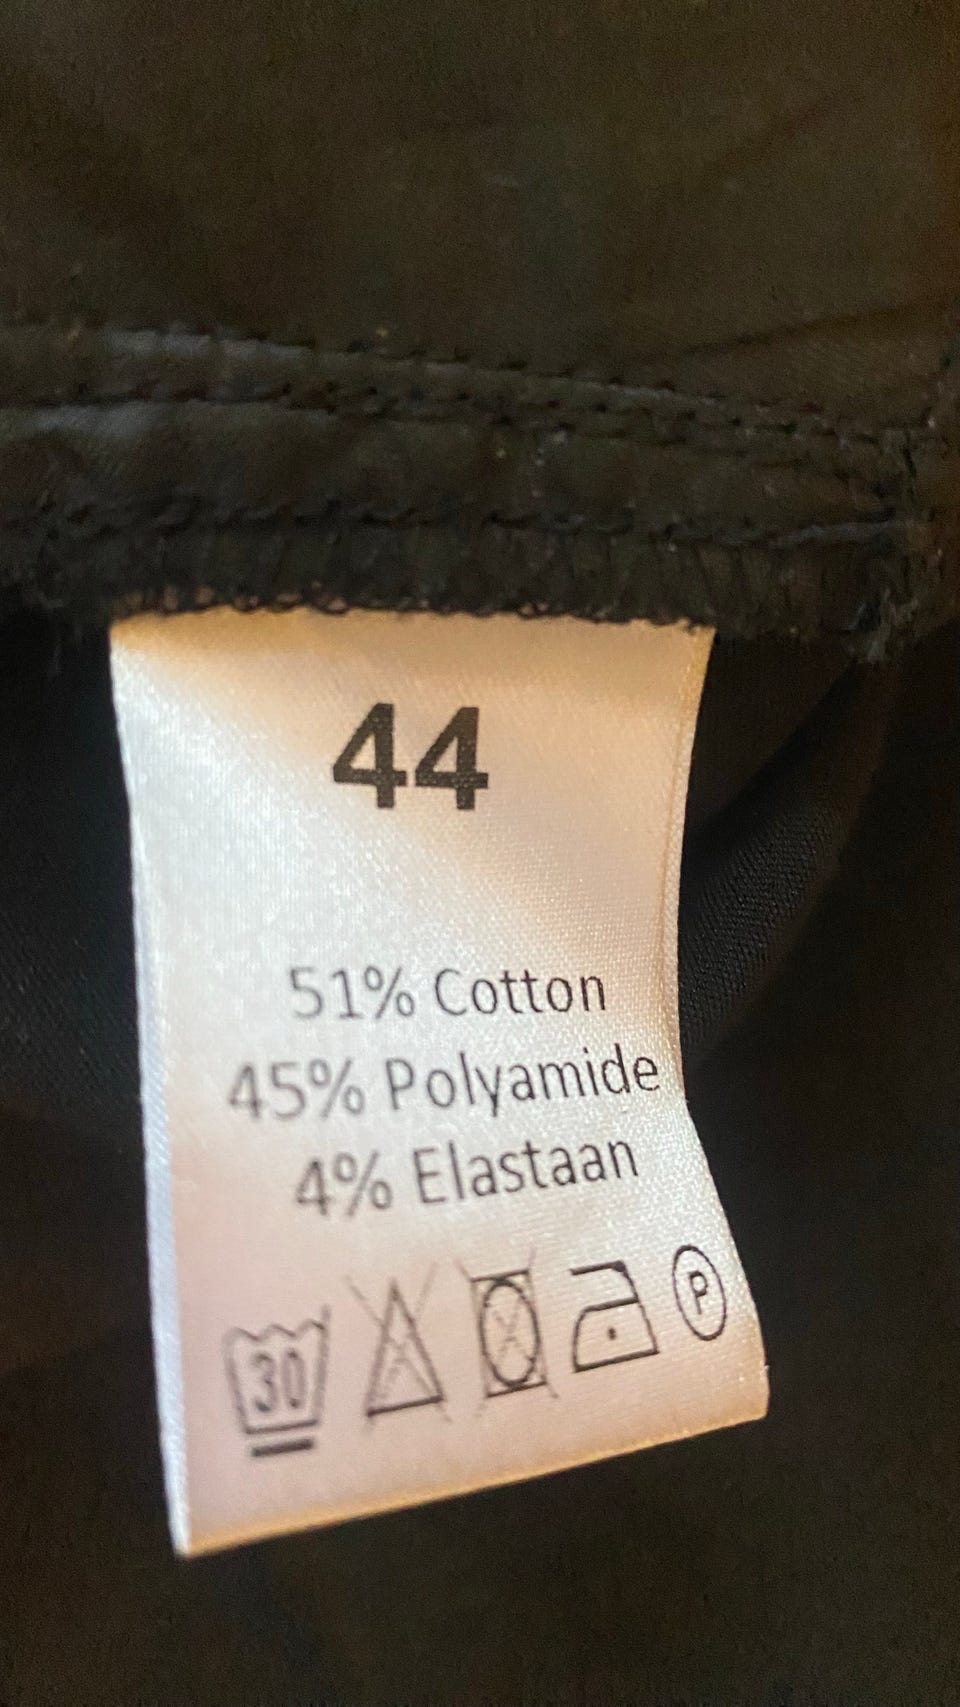 44
51% Cotton
45% Polyamide
4% Elastaan
30 P